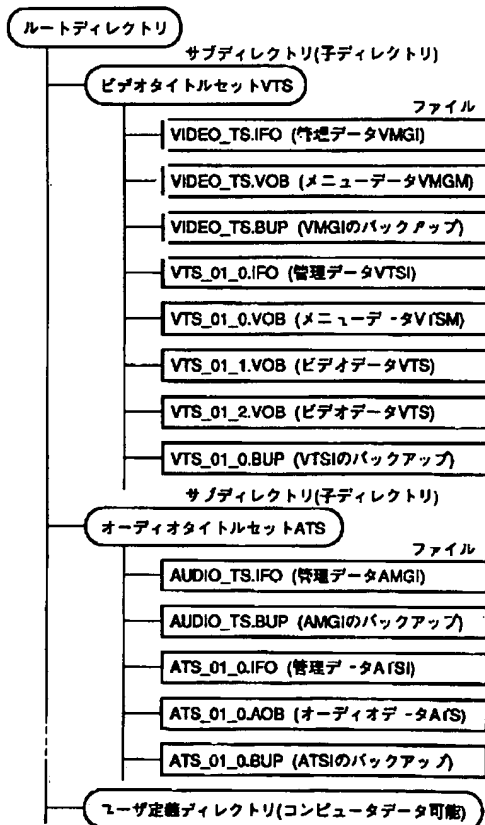 ルートディレクトリ
サブディレクトリ(子ディレクトリ)
ビデオタイトルセットVTS
ファイル
VIDEO_TS.IFO (管理データVMGI)
VIDEO_TS.VOB (メニューデータVMGM)
VIDEO_TS.BUP (VMGIのバックアップ)
VTS_01_0.IFO (管理データVTSI)
VTS_01_0.VOB (メニューデータVTSM)
VTS_01_1.VOB (ビデオデータVTS)
VTS_01_2.VOB (ビデオデータVTS)
VTS_01_0.BUP (VTSIのバックアップ)
サブディレクトリ(子ディレクトリ)
オーディオタイトルセットATS
ファイル
AUDIO_TS.IFO (管理データAMGI)
AUDIO_TS.BUP (AMGIのバックアップ)
ATS_01_0.IFO (管理データATSI)
ATS_01_0.AOB (オーディオデータATS)
ATS_01_0.BUP (ATSIのバックアップ)
ユーザ定義ディレクトリ(コンピュータデータ可能)